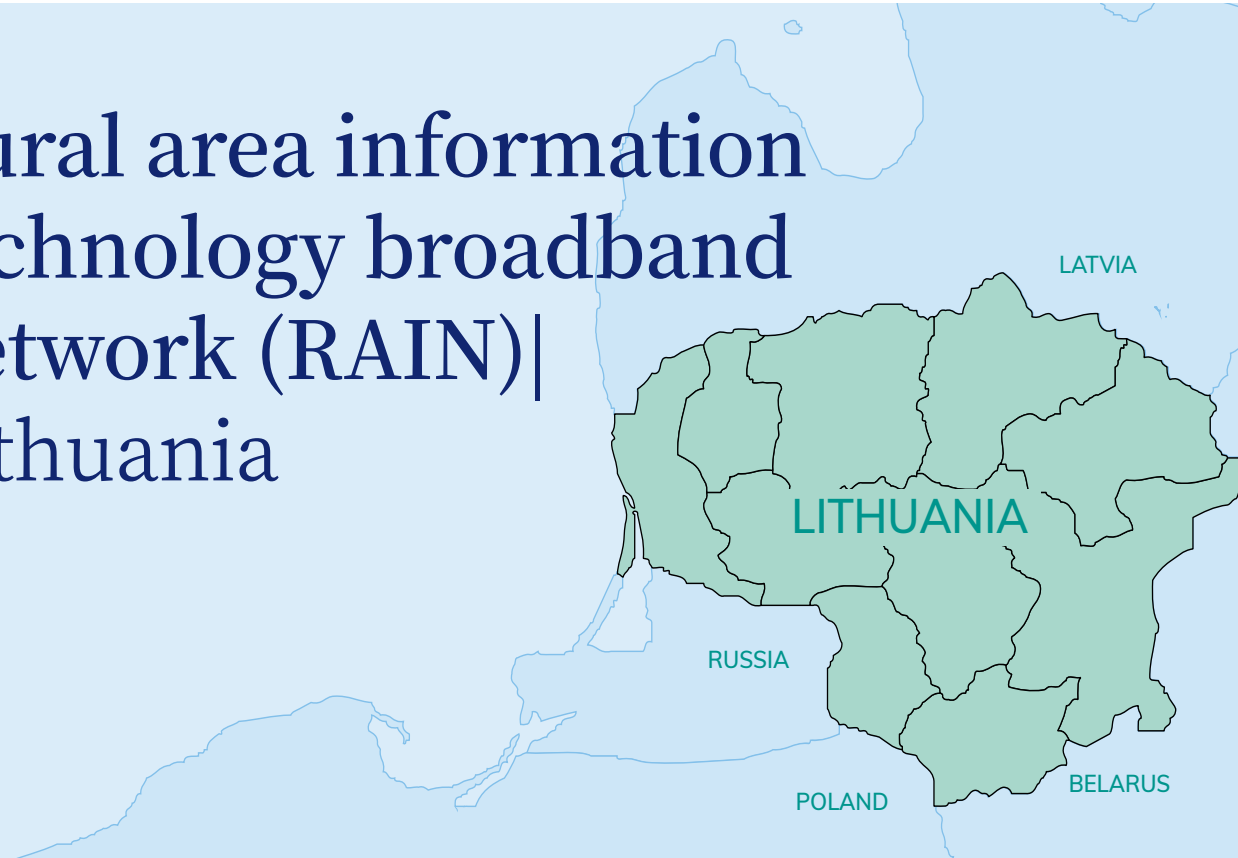 ural area information
chnology broadband
etwork (RAIN)|
thuania
LATVIA
LITHUANIA
RUSSIA
BELARUS
POLAND